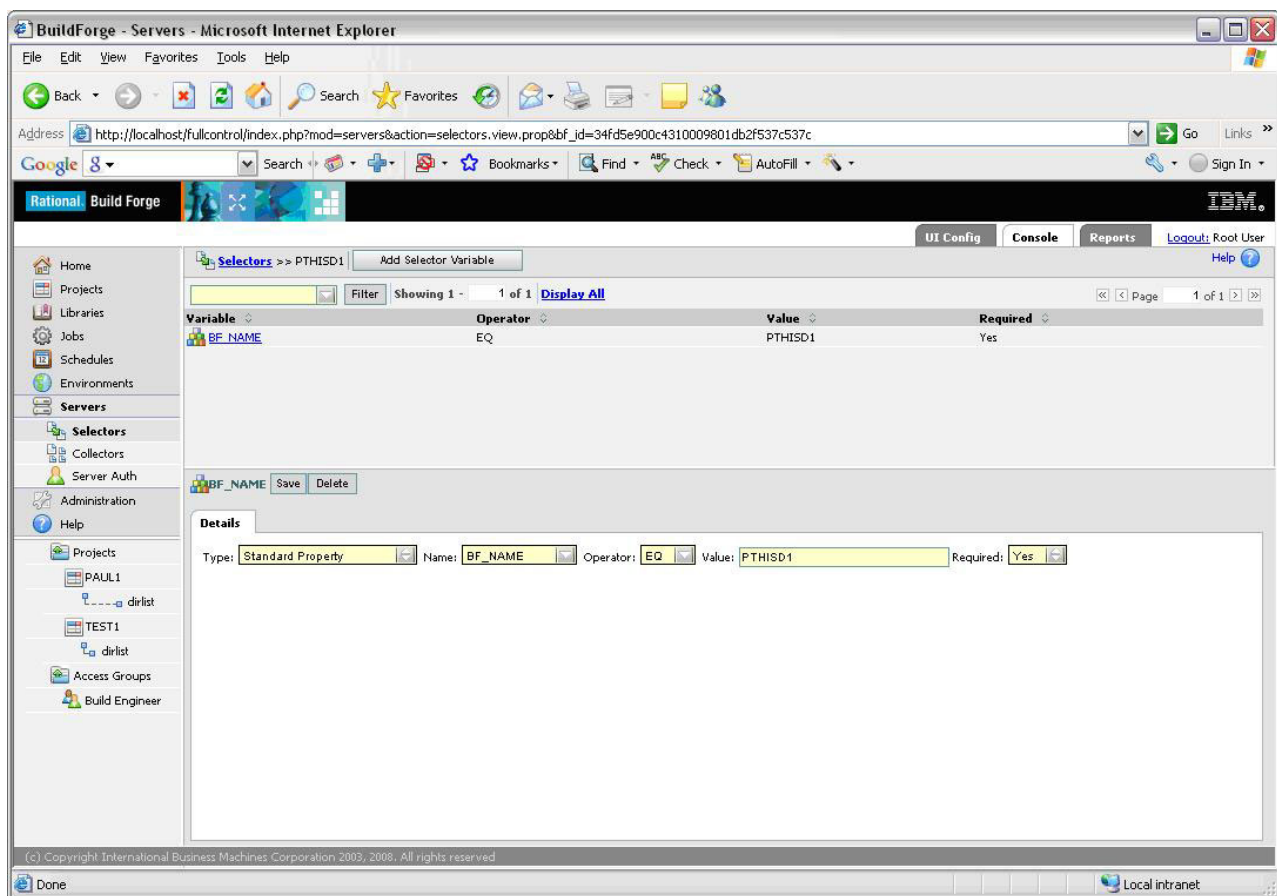 BuildForge - Servers - Microsoft Internet Explorer
File Edit View Favorites Tools Help
Back Search Favorites
Address http://localhost/fullcontrol/index.php?mod=servers&action=selectors.view.prop&bf_id=34fd5e900c4310009801db2f537c537c Go Links »
Google Search Bookmarks Find ABC Check AutoFill Sign In
Rational. Build Forge IBM.
UI Config Console Reports Logout: Root User
Selectors >> PTHISD1 Add Selector Variable Help
Filter Showing 1 - 1 of 1 Display All Page 1 of 1
Variable Operator Value Required
BF_NAME EQ PTHISD1 Yes
Home
Projects
Libraries
Jobs
12 Schedules
Environments
Servers
Selectors
Collectors
Server Auth
Administration
Help
Projects
PAUL1
dirlist
TEST1
dirlist
Access Groups
Build Engineer
BF_NAME Save Delete
Details
Type: Standard Property Name: BF_NAME Operator: EQ Value: PTHISD1 Required: Yes
(c) Copyright International Business Machines Corporation 2003, 2008. All rights reserved
Done Local intranet